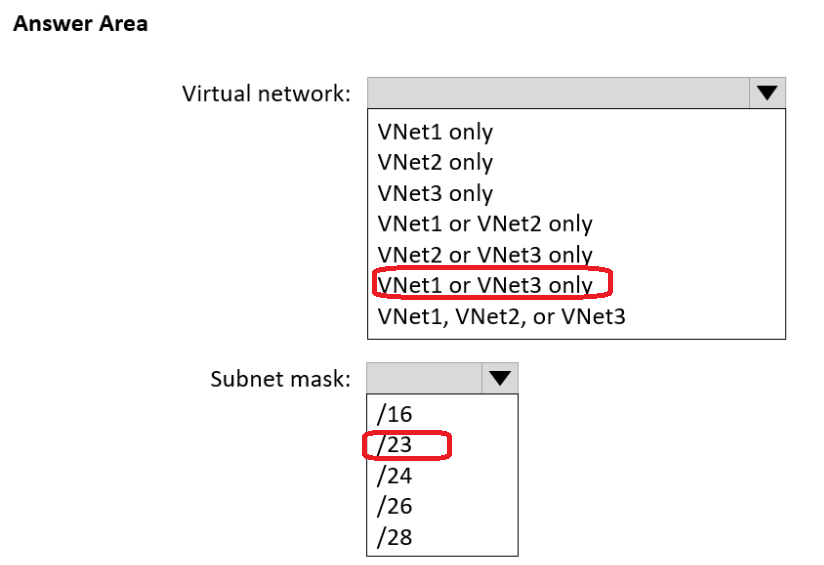 Answer Area
Virtual network:
VNet1 only
VNet2 only
VNet3 only
VNet1 or VNet2 only
VNet2 or VNet3 only
VNet1 or VNet3 only
VNet1, VNet2, or VNet3
Subnet mask:
/16
/23
/24
/26
/28